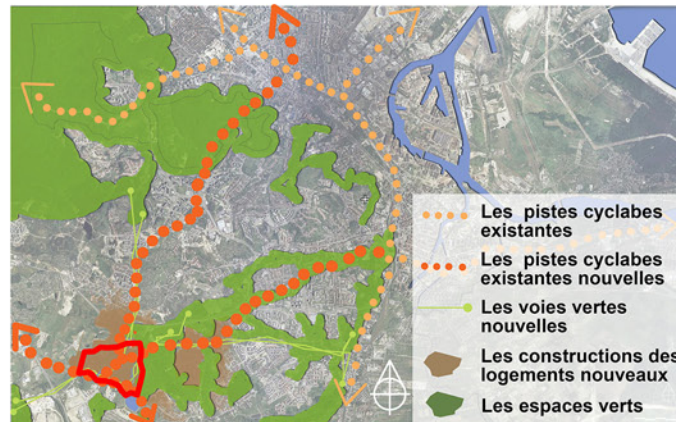 Les pistes cyclabes
existantes
Les pistes cyclabes
existantes nouvelles
Les voies vertes
nouvelles
Les constructions des
logements nouveaux
Les espaces verts